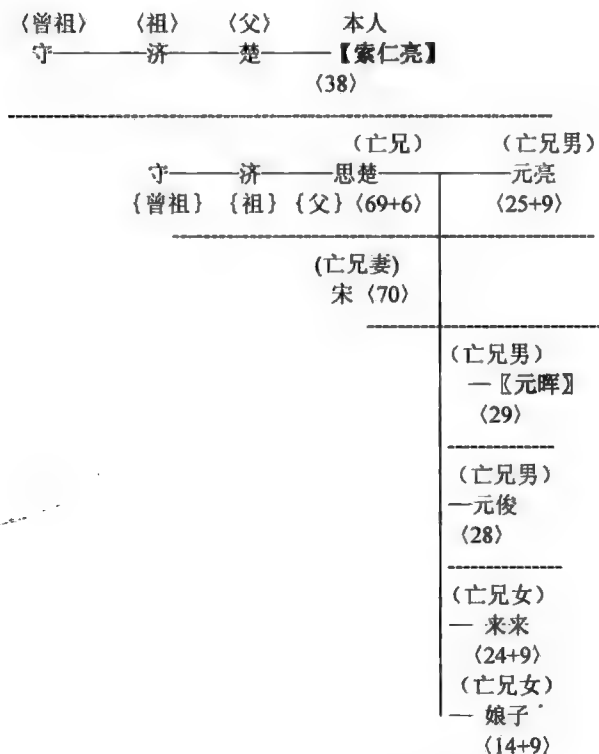 〈曾祖〉 〈祖〉 〈父〉 本人
守——济——楚——【索仁亮】
〈38〉
(亡兄) (亡兄男)
守——济——思楚——元亮
{曾祖} {祖} {父}〈69+6〉 〈25+9〉
(亡兄妻)
宋〈70〉
(亡兄男)
—〖元晖〗
〈29〉
(亡兄男)
—元俊
〈28〉
(亡兄女)
— 来来
〈24+9〉
(亡兄女)
— 娘子
〈14+9〉